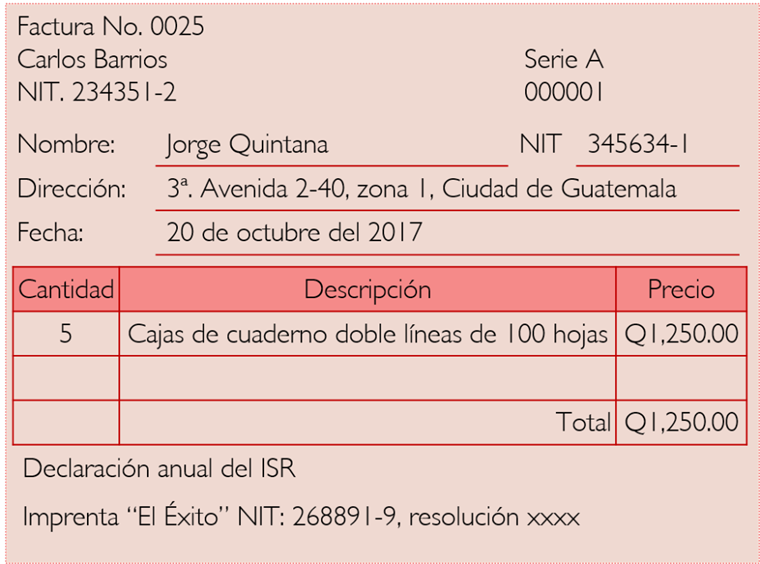 Factura No. 0025
Carlos Barrios
Serie A
NIT. 234351-2
000001
Nombre: Jorge Quintana NIT 345634-1
Dirección: 3ª. Avenida 2-40, zona 1, Ciudad de Guatemala
Fecha: 20 de octubre del 2017
Cantidad Descripción Precio
5 Cajas de cuaderno doble líneas de 100 hojas Q1,250.00
Total Q1,250.00
Declaración anual del ISR
Imprenta “El Éxito” NIT: 268891-9, resolución xxxx